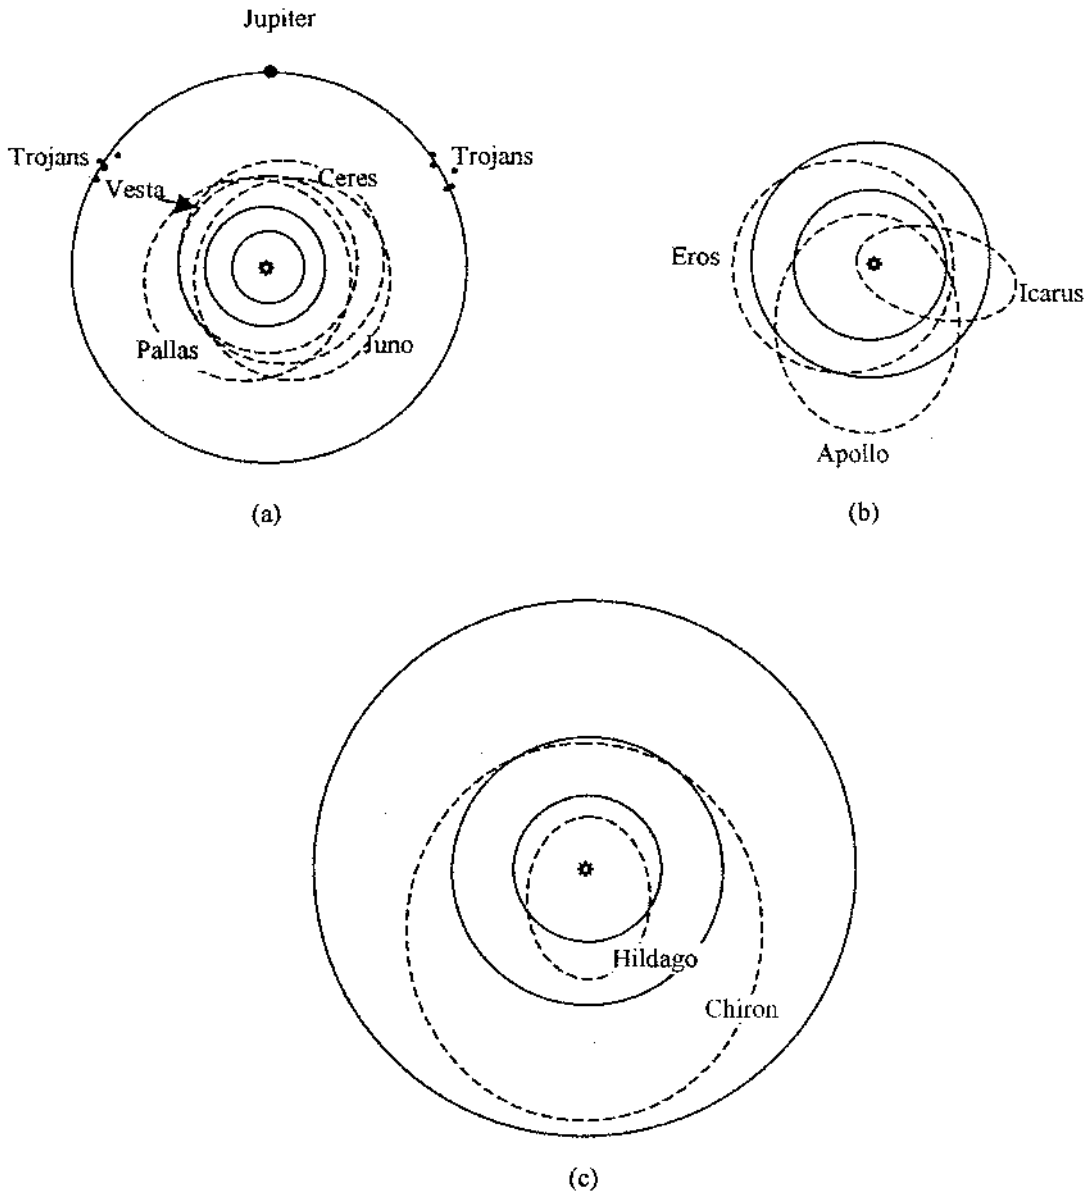 Jupiter
Trojans
Trojans
Vesta
Ceres
Pallas
Juno
(a)
Eros
Icarus
Apollo
(b)
Hildago
Chiron
(c)